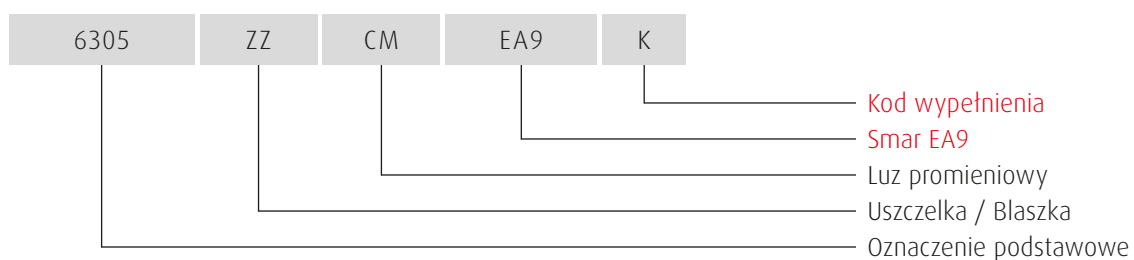 6305 ZZ CM EA9 K
Kod wypełnienia
Smar EA9
Luz promieniowy
Uszczelka / Blaszka
Oznaczenie podstawowe